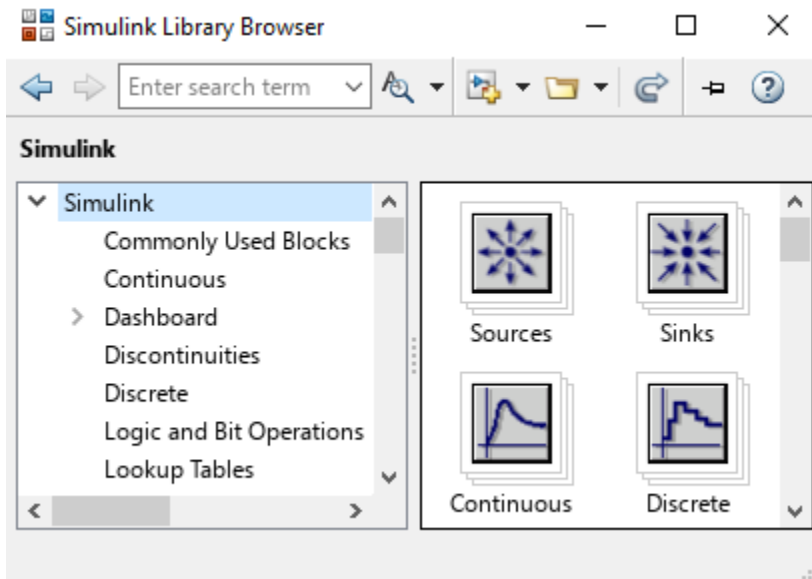 Simulink Library Browser
Enter search term
Simulink
Simulink
Commonly Used Blocks
Continuous
Dashboard
Discontinuities
Discrete
Logic and Bit Operations
Lookup Tables
Sources
Sinks
Continuous
Discrete